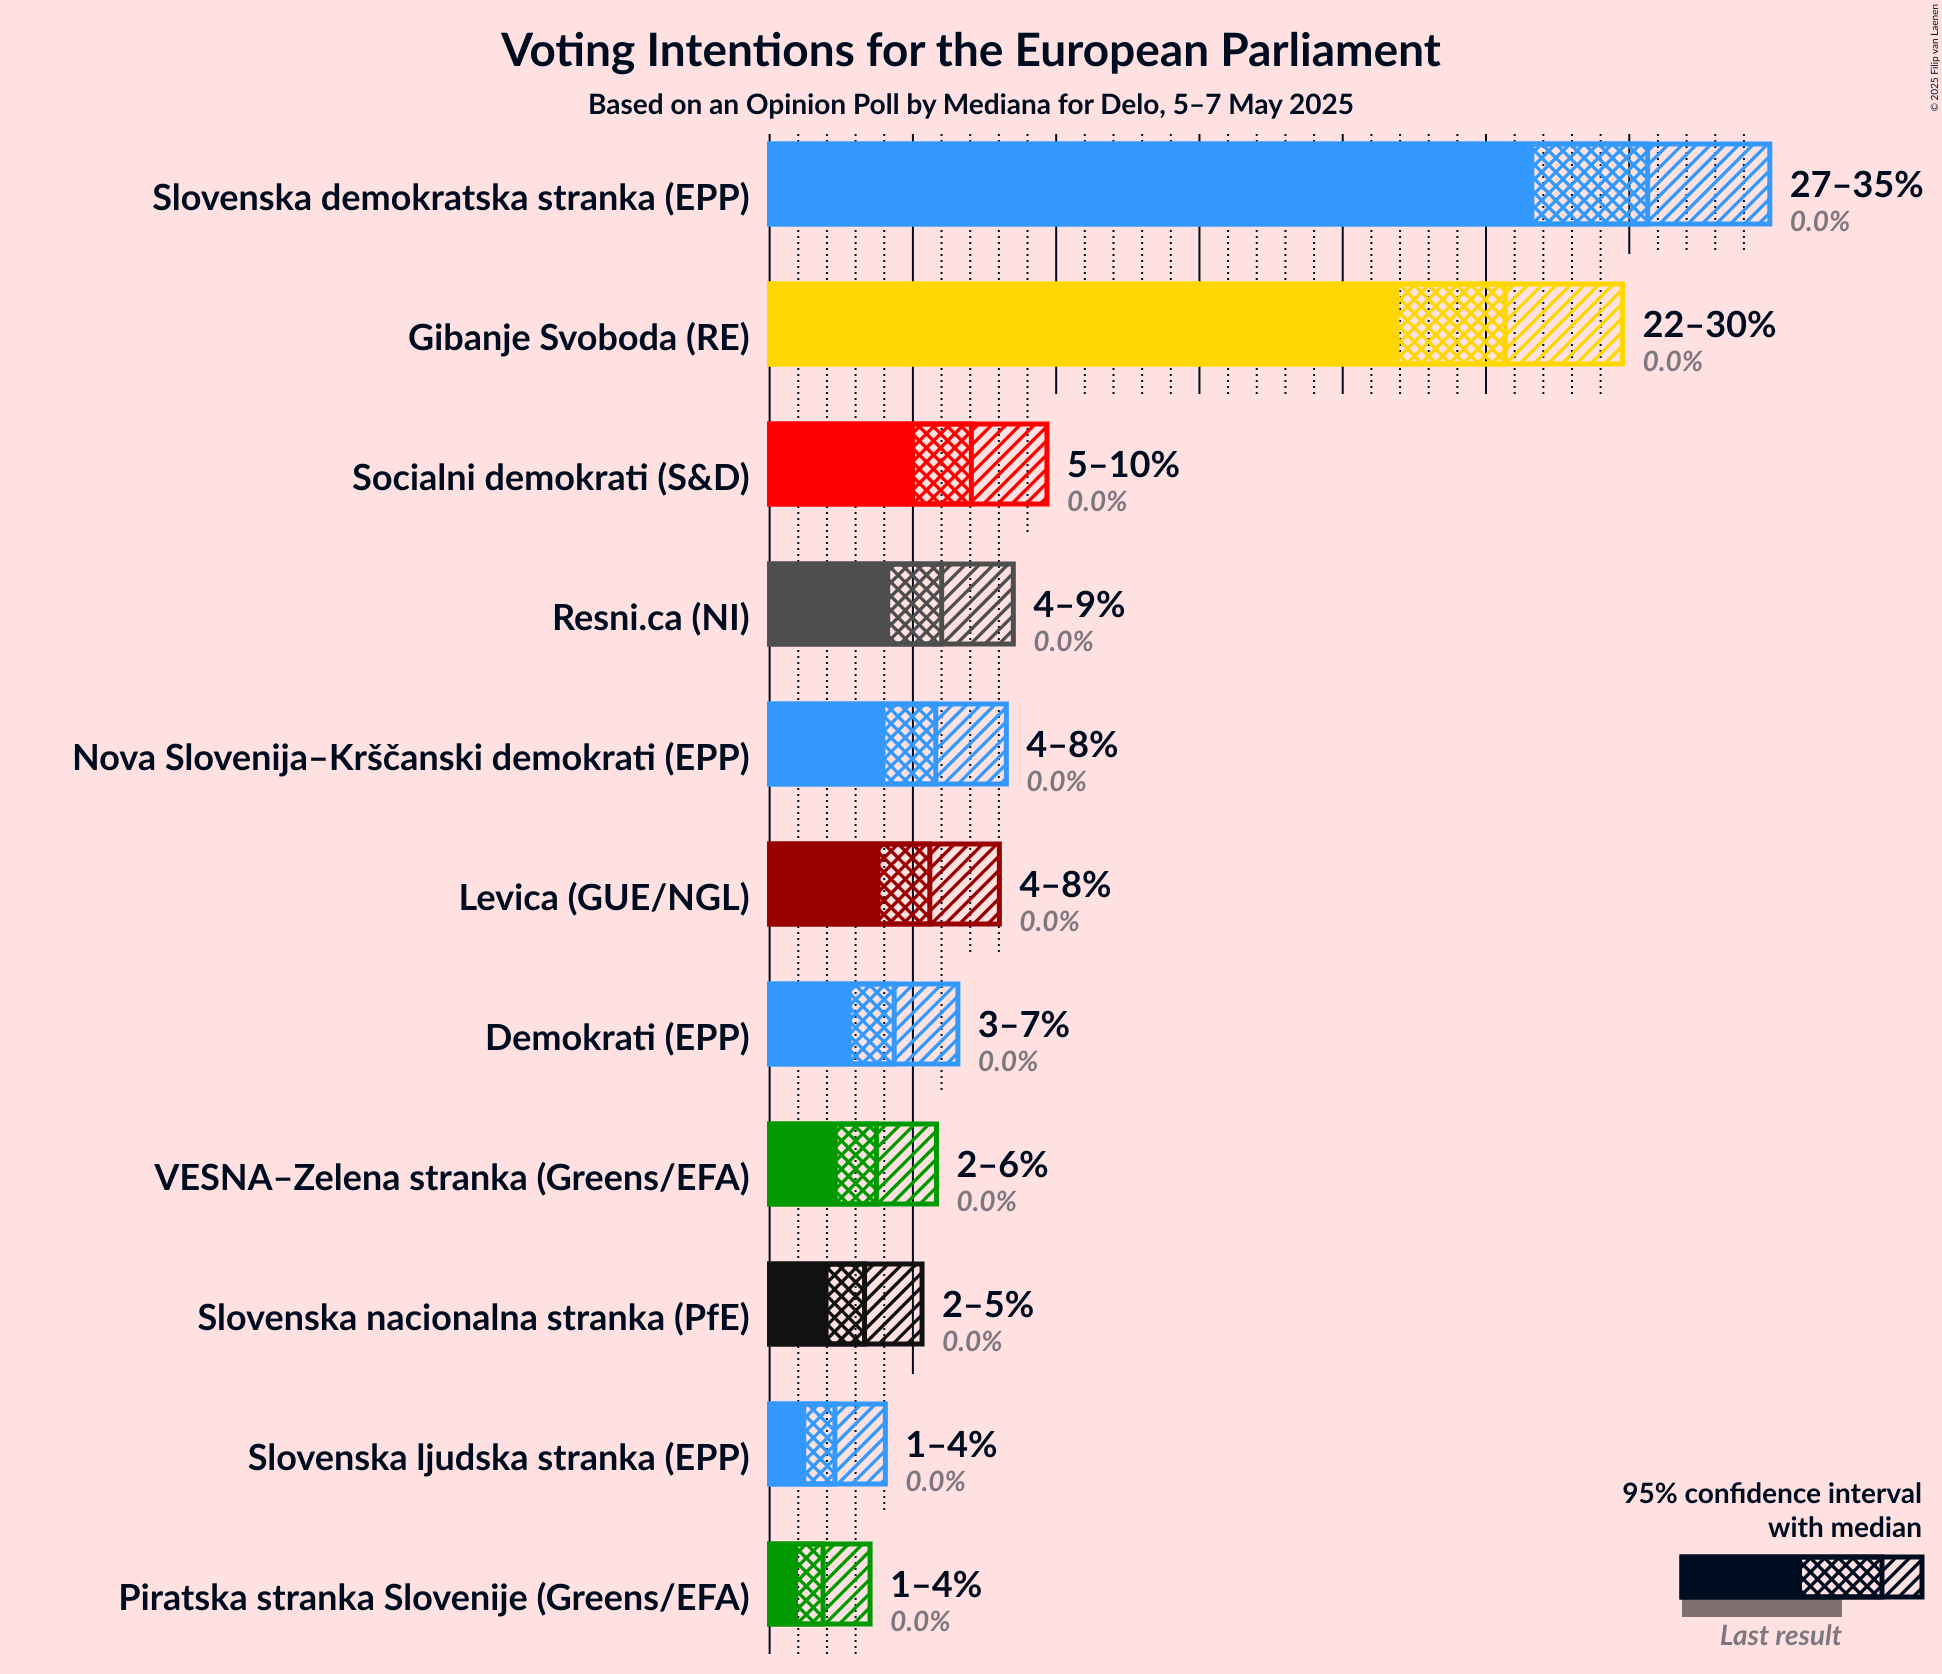 Voting Intentions for the European Parliament
Based on an Opinion Poll by Mediana for Delo, 5–7 May 2025
© 2025 Filip van Laenen
Slovenska demokratska stranka (EPP)
27–35%
0.0%
Gibanje Svoboda (RE)
22–30%
0.0%
Socialni demokrati (S&D)
5–10%
0.0%
Resni.ca (NI)
4–9%
0.0%
Nova Slovenija–Krščanski demokrati (EPP)
4–8%
0.0%
Levica (GUE/NGL)
4–8%
0.0%
Demokrati (EPP)
3–7%
0.0%
VESNA–Zelena stranka (Greens/EFA)
2–6%
0.0%
Slovenska nacionalna stranka (PfE)
2–5%
0.0%
Slovenska ljudska stranka (EPP)
1–4%
0.0%
Piratska stranka Slovenije (Greens/EFA)
1–4%
0.0%
95% confidence interval
with median
Last result